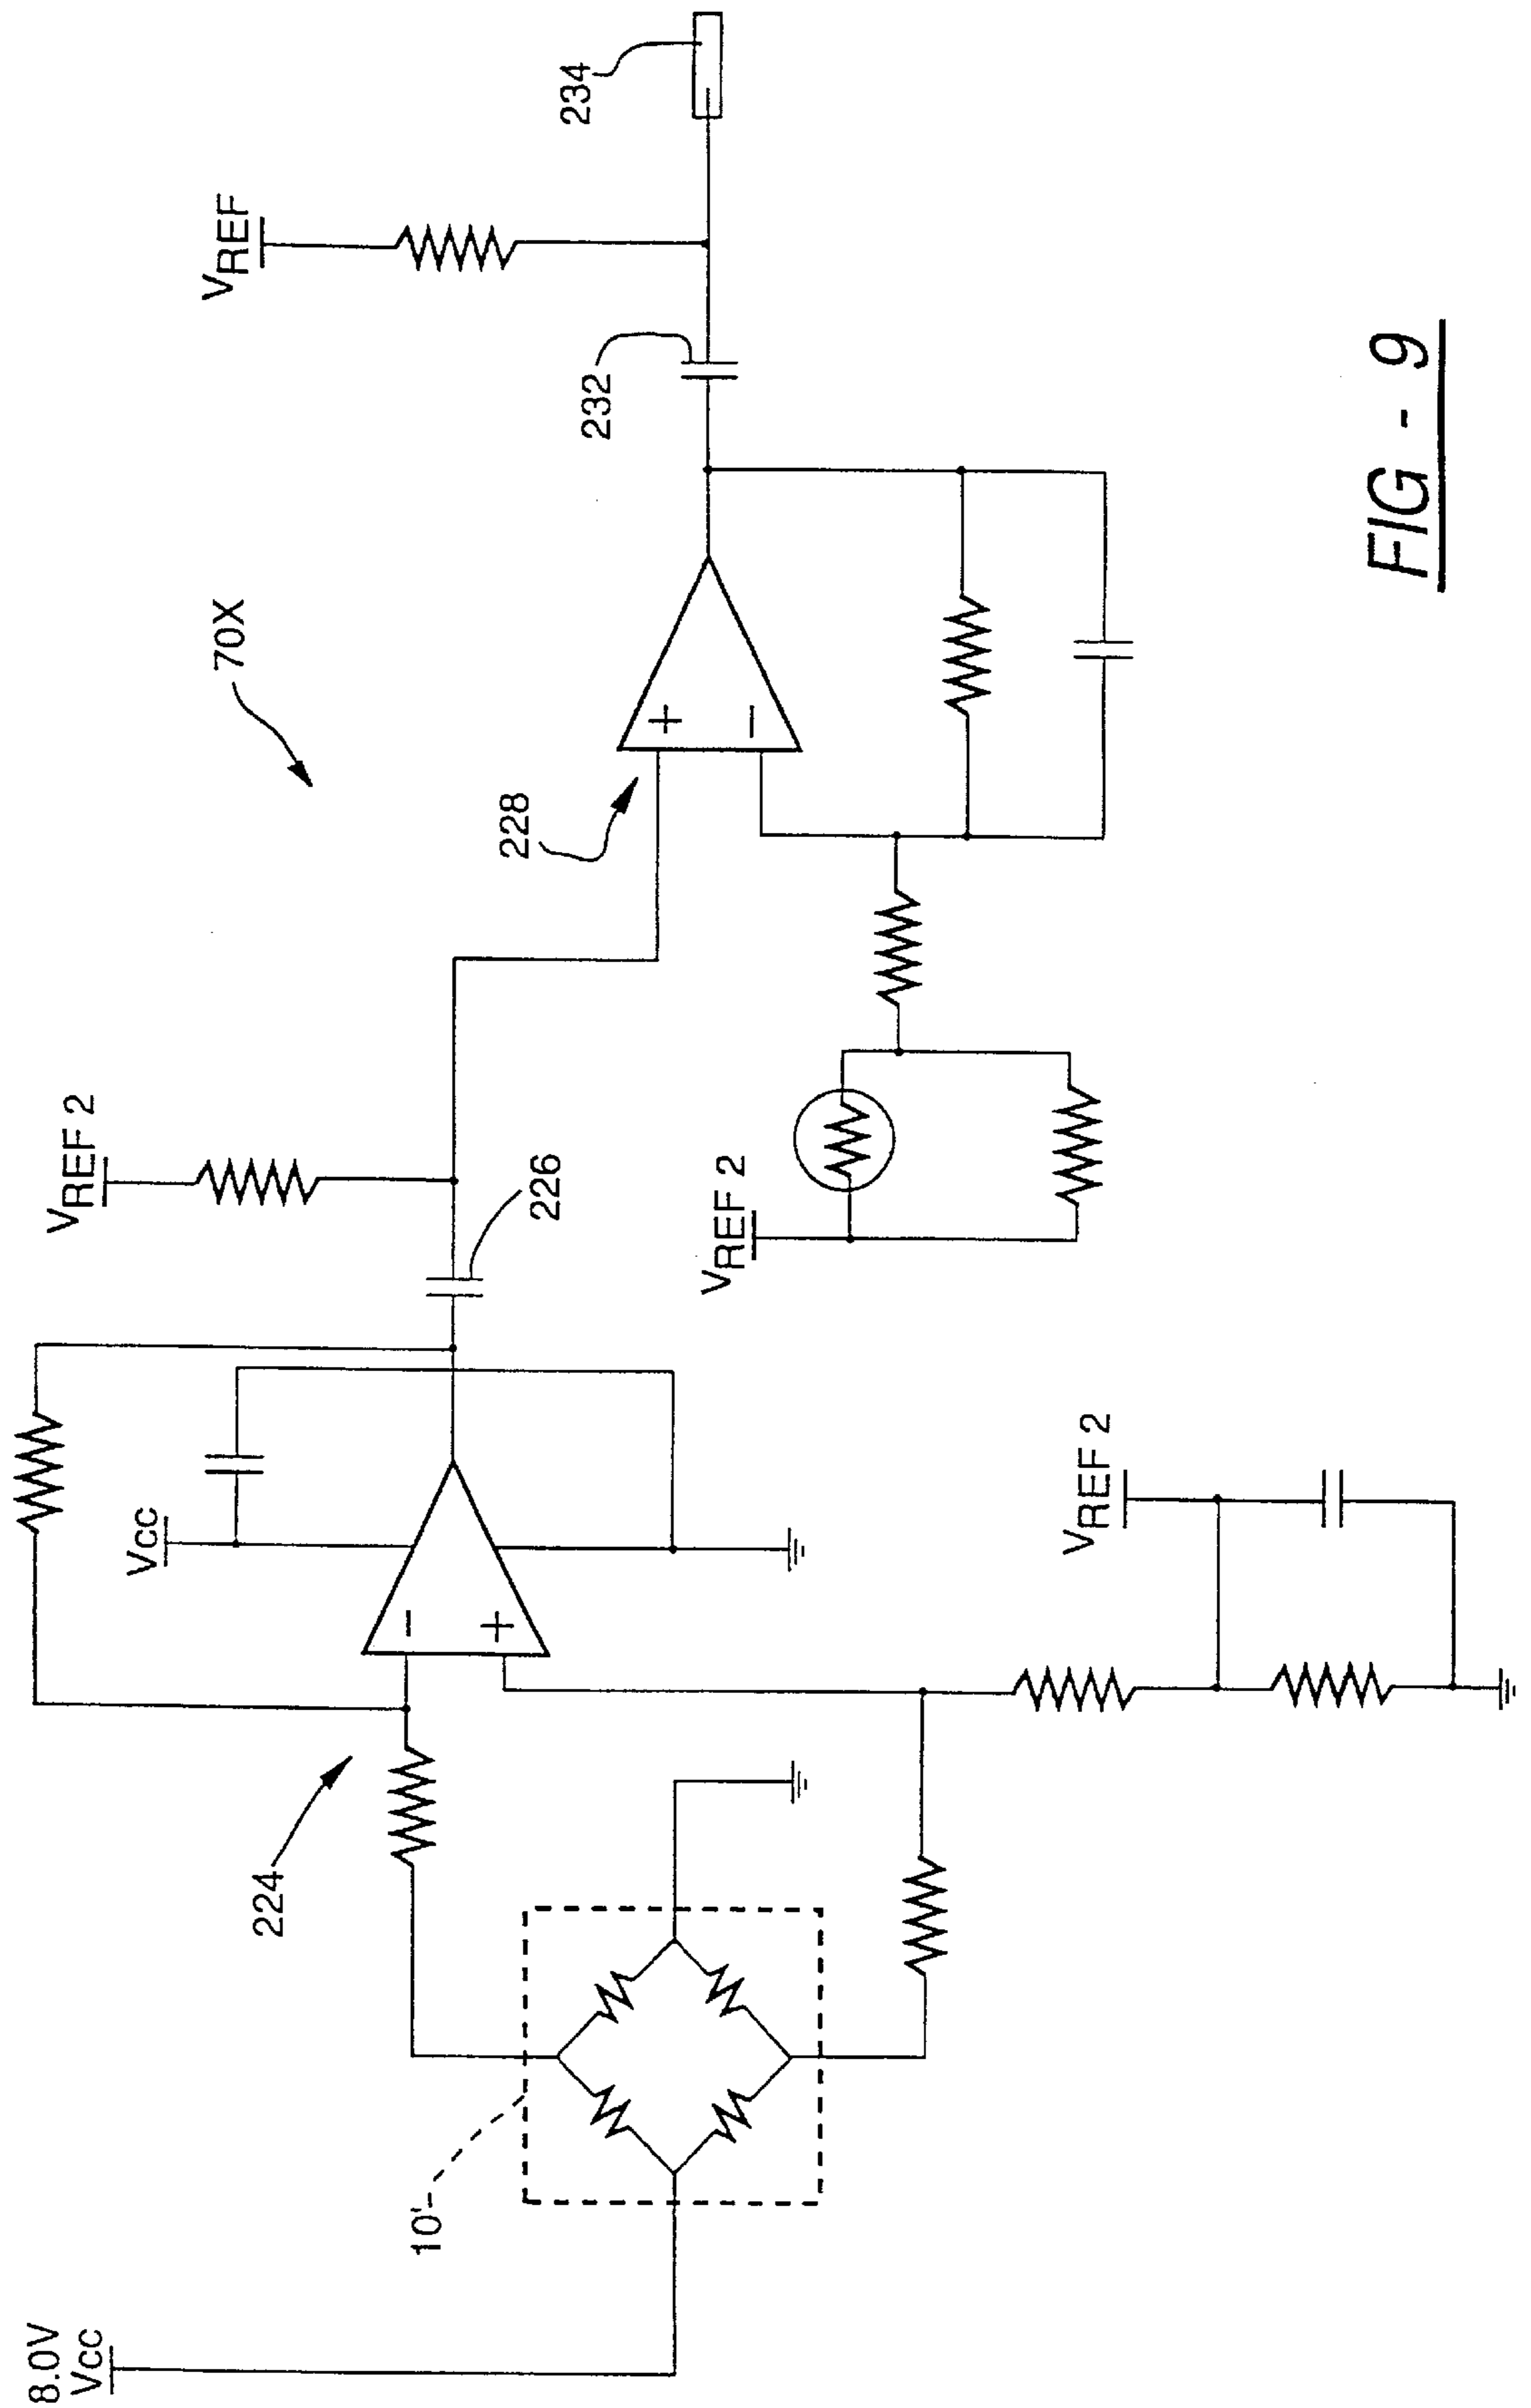 8.0V
Vcc
10'
224
Vcc
−
+
VREF 2
VREF 2
226
VREF 2
228
+
−
70X
232
VREF
234
FIG - 9